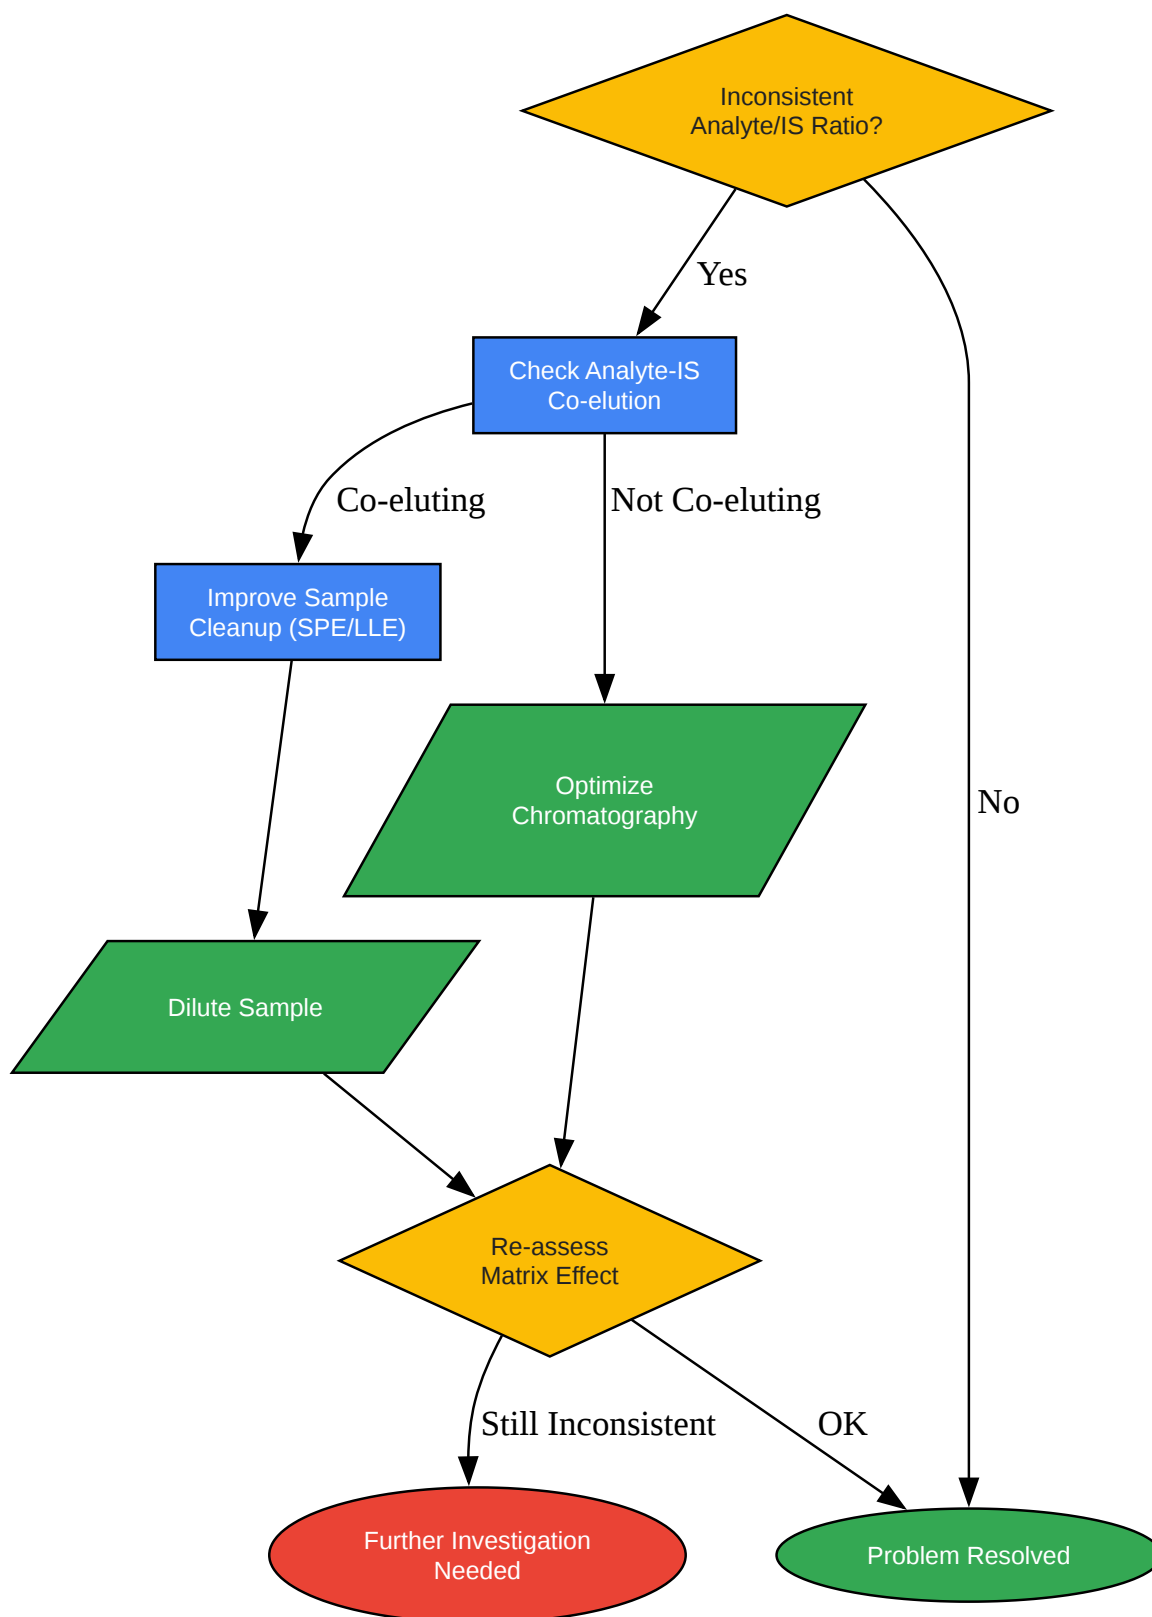 Inconsistent
Analyte/IS Ratio?
Yes
Check Analyte-IS
Co-elution
Co-eluting
Not Co-eluting
Improve Sample
Cleanup (SPE/LLE)
Optimize
Chromatography
No
Dilute Sample
Re-assess
Matrix Effect
Still Inconsistent
OK
Further Investigation
Needed
Problem Resolved